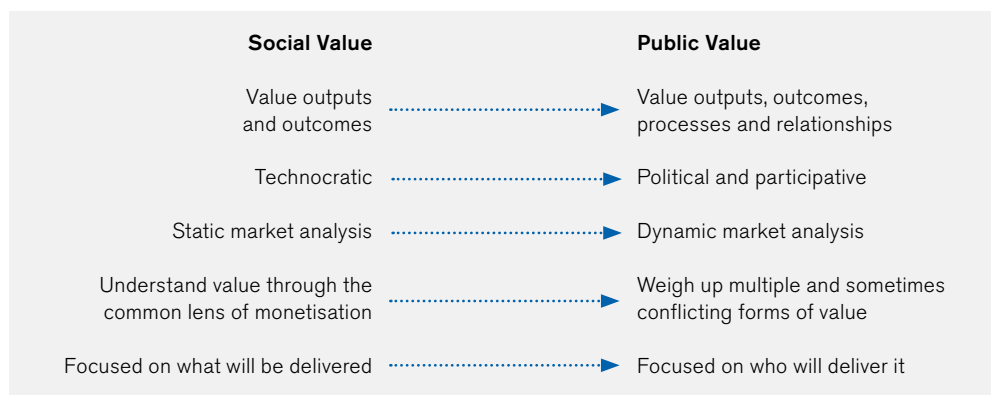 Social Value
Public Value
Value outputs
and outcomes
Value outputs, outcomes,
processes and relationships
Technocratic
Political and participative
Static market analysis
Dynamic market analysis
Understand value through the
common lens of monetisation
Weigh up multiple and sometimes
conflicting forms of value
Focused on what will be delivered
Focused on who will deliver it